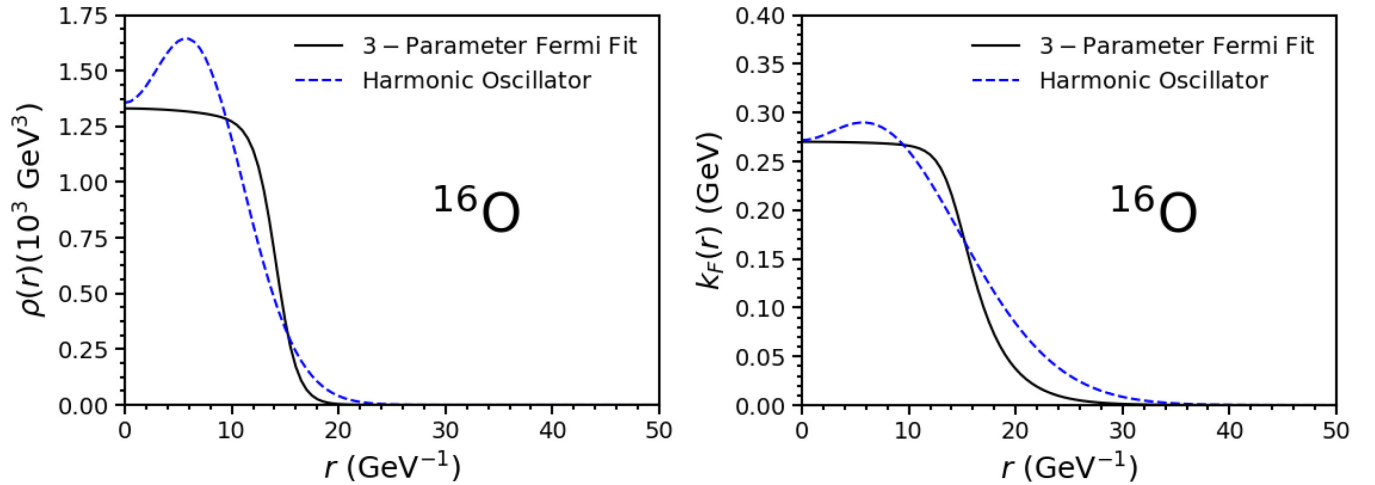 1.75
1.50
1.25
1.00
0.75
0.50
0.25
0.00
ρ(r)(10³ GeV³)
3 − Parameter Fermi Fit
Harmonic Oscillator
¹⁶O
0 10 20 30 40 50
r (GeV⁻¹)
0.40
0.35
0.30
0.25
0.20
0.15
0.10
0.05
0.00
k_F(r) (GeV)
3 − Parameter Fermi Fit
Harmonic Oscillator
¹⁶O
0 10 20 30 40 50
r (GeV⁻¹)